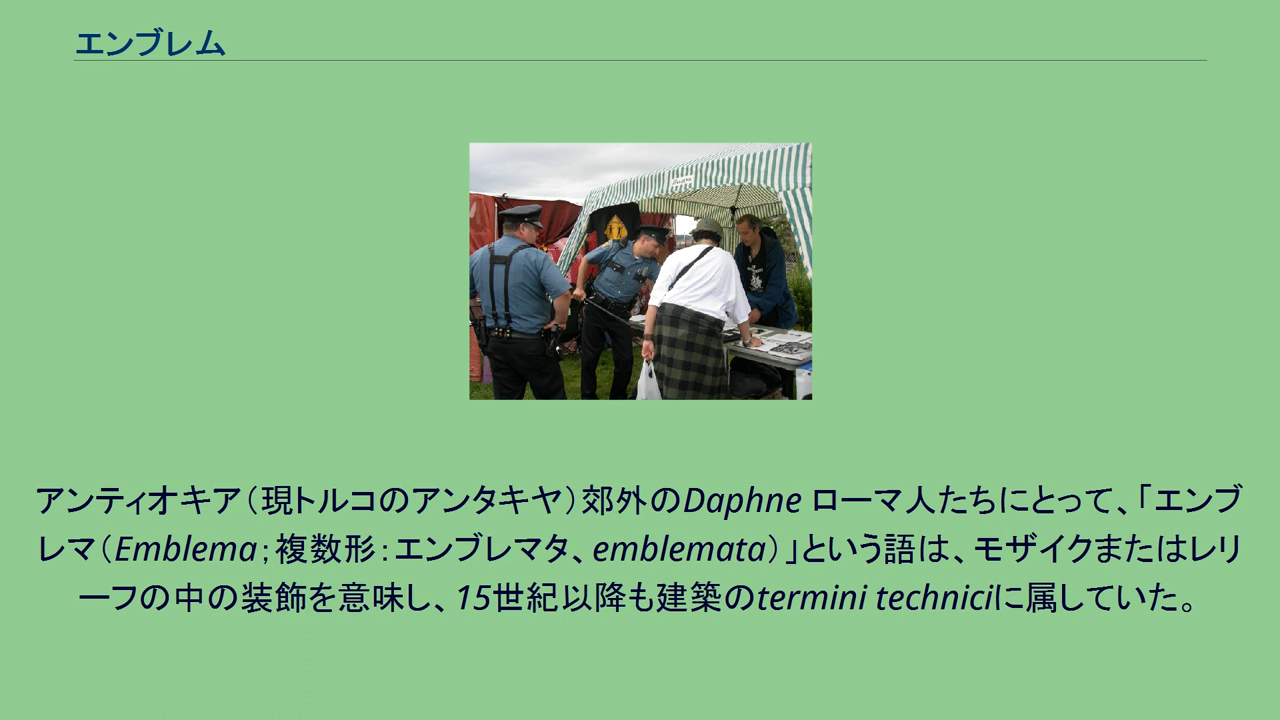 エンブレム
アンティオキア（現トルコのアンタキヤ）郊外のDaphne ローマ人たちにとって、「エンブ
レマ（Emblema；複数形：エンブレマタ、emblemata）」という語は、モザイクまたはレリ
ーフの中の装飾を意味し、15世紀以降も建築のtermini techniciに属していた。